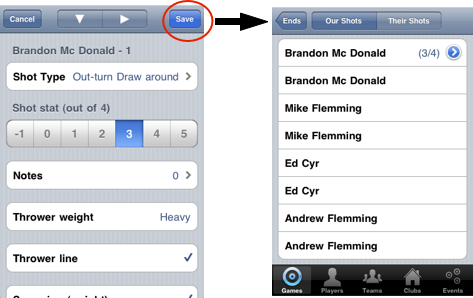 Cancel Save
Brandon Mc Donald - 1
Shot Type Out-turn Draw around
Shot stat (out of 4)
-1 0 1 2 3 4 5
Notes 0
Thrower weight Heavy
Thrower line
Ends Our Shots Their Shots
Brandon Mc Donald (3/4)
Brandon Mc Donald
Mike Flemming
Mike Flemming
Ed Cyr
Ed Cyr
Andrew Flemming
Andrew Flemming
Games Players Teams Clubs Events